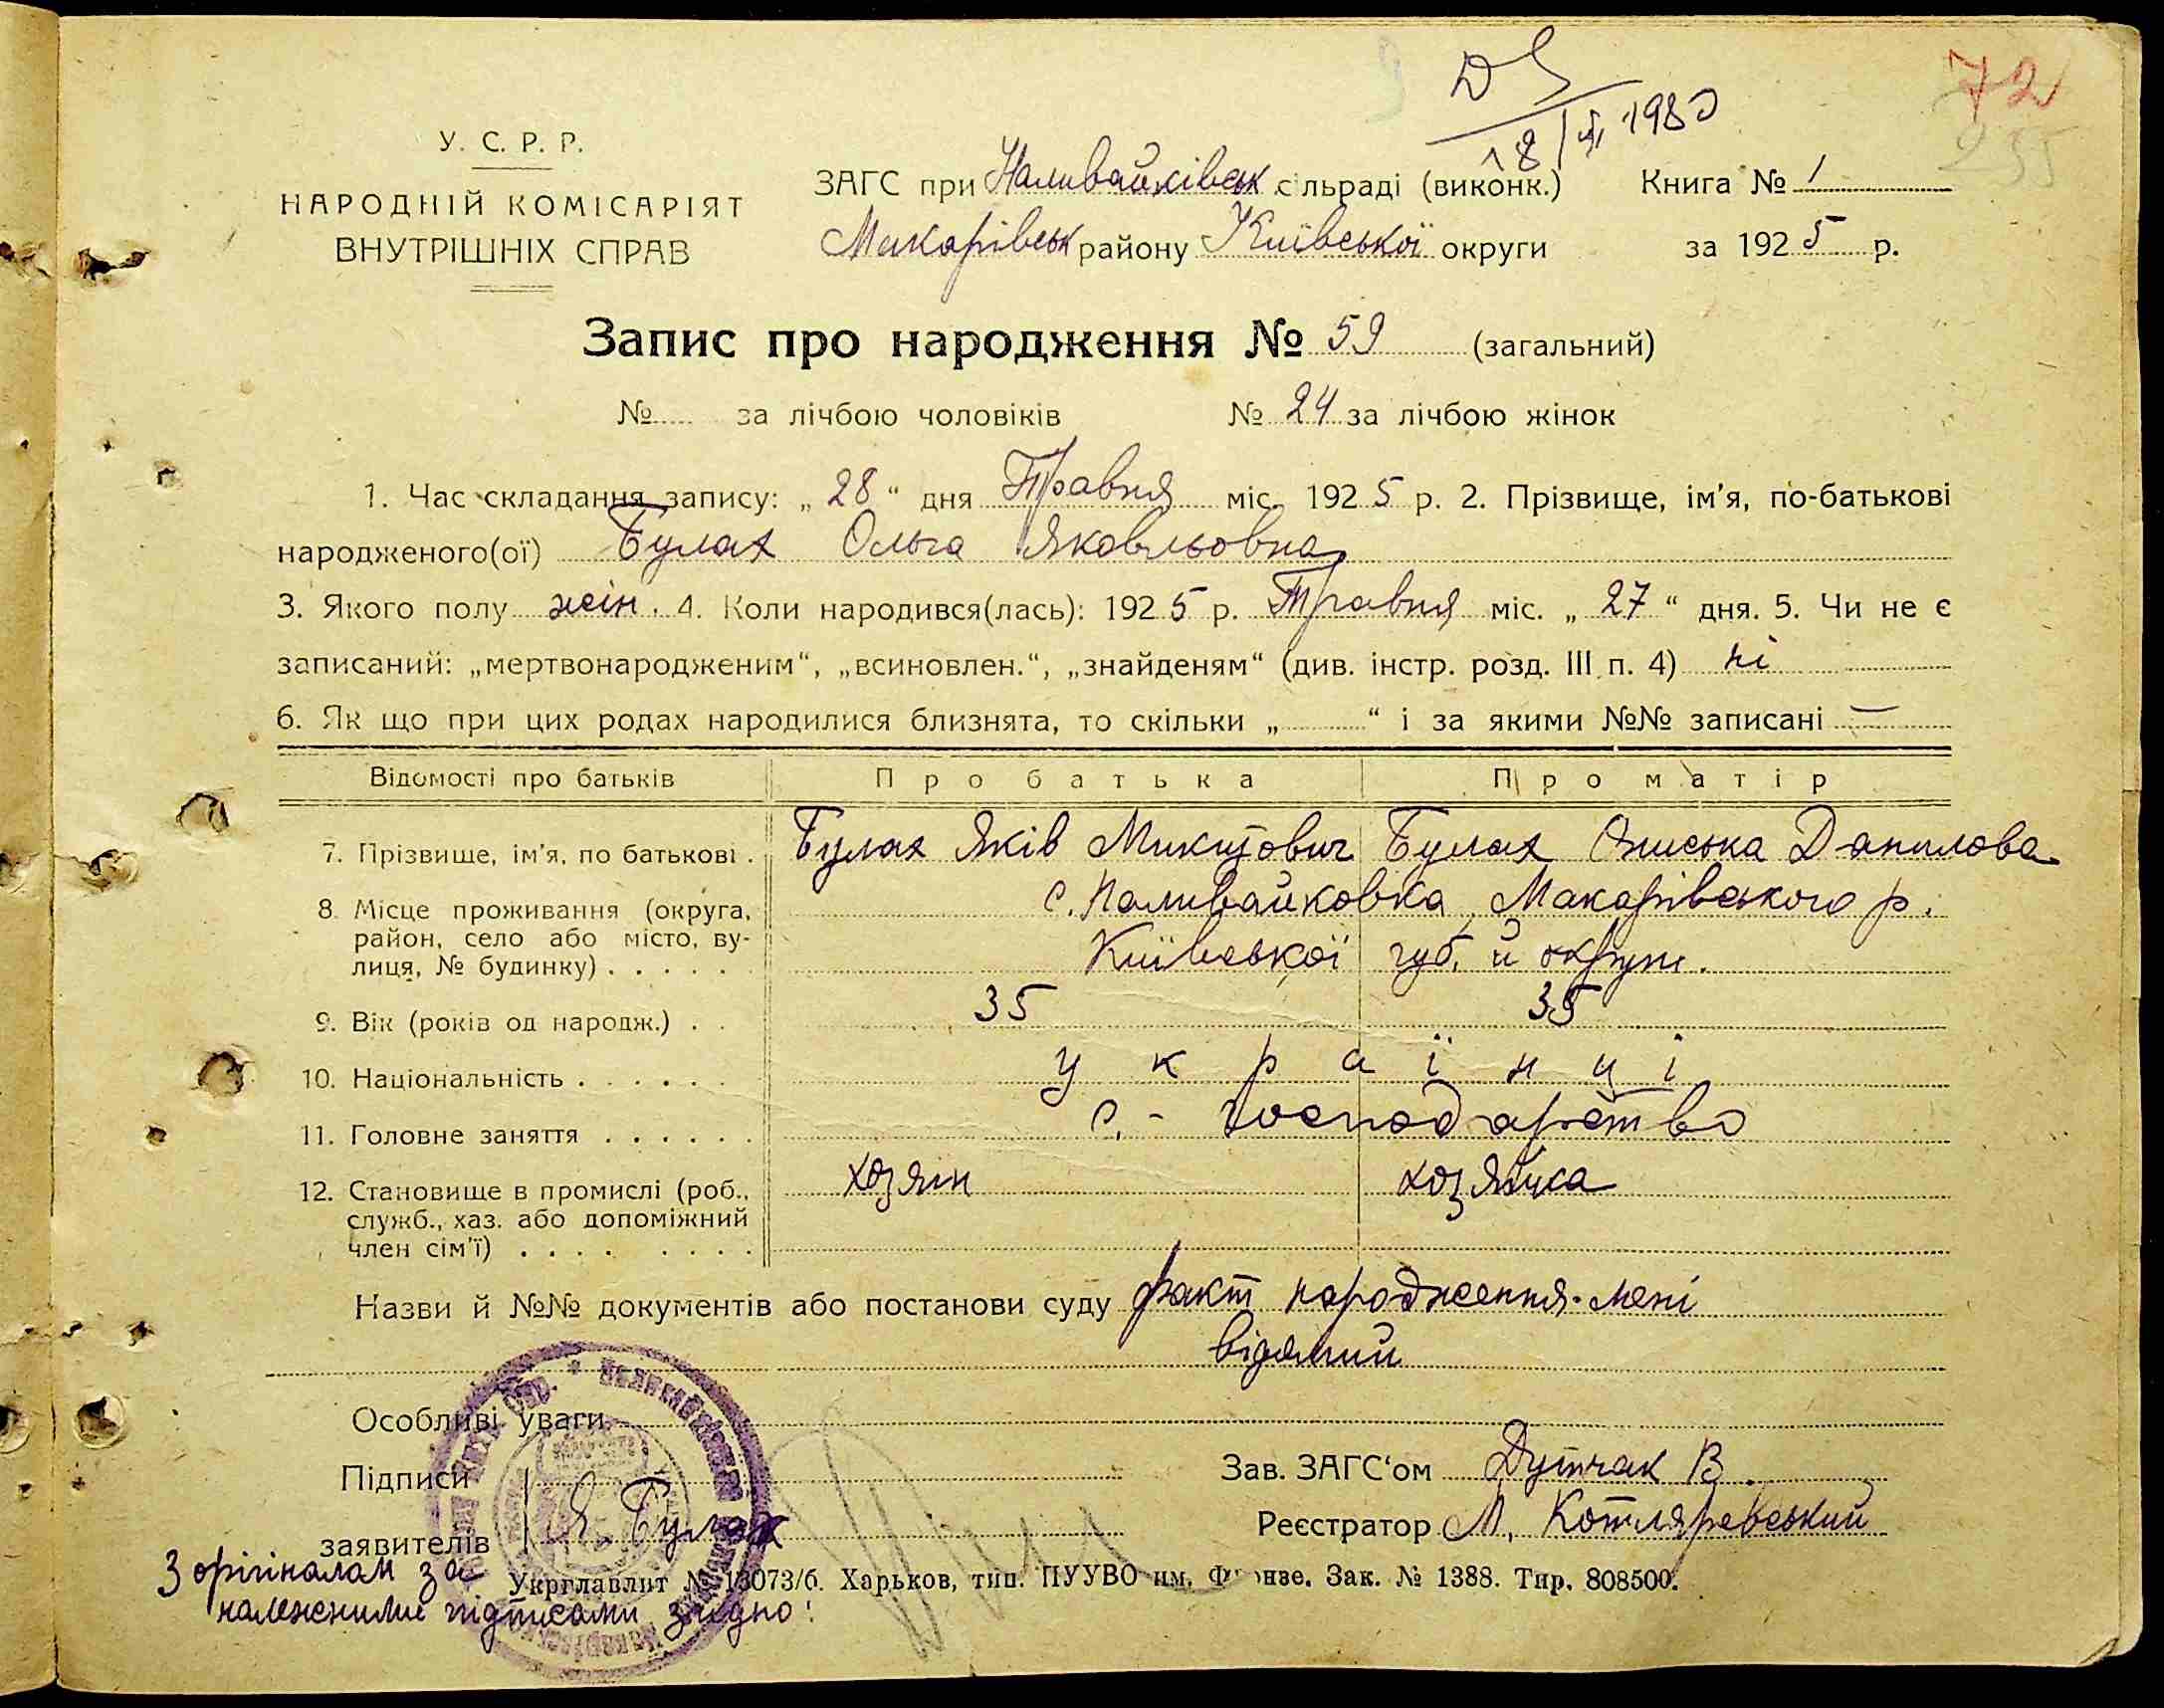 72
18/ 1980
У. С. Р. Р.
НАРОДНІЙ КОМІСАРІЯТ
ВНУТРІШНІХ СПРАВ
ЗАГС при Наливайківськ сільраді (виконк.) Книга № 1
Макарівськ району Київської округи за 1925 р.
Запис про народження № 59 (загальний)
№ за лічбою чоловіків № 24 за лічбою жінок
1. Час складання запису: „28“ дня Травня міс. 1925 р. 2. Прізвище, ім’я, по-батькові
народженого(ої) Булах Ольга Яковльовна
3. Якого полу жін. 4. Коли народився(лась): 1925 р. Травня міс. „27“ дня. 5. Чи не є
записаний: „мертвонародженим“, „всиновлен.“, „знайденям“ (див. інстр. розд. III п. 4) ні
6. Як що при цих родах народилися близнята, то скільки „ “ і за якими №№ записані —
Відомості про батьків Про батька Про матір
7. Прізвище, ім’я, по батькові . Булах Яків Микитович Булах Ониська Данилова
8. Місце проживання (округа, с. Наливайковка, Макарівського р.
район, село або місто, ву-
лиця, № будинку) . . . . . Київської губ. й округи.
9. Вік (років од народж.) . . 35 35
10. Національність . . . . . . українці
11. Головне заняття . . . . . . с.-господарство
12. Становище в промислі (роб., хозяин хозяйка
служб., хаз. або допоміжний
член сім’ї) . . . . . . . .
Назви й №№ документів або постанови суду факт народження мені
відомий
Особливі уваги
Підписи
заявителів Я. Булах
Зав. ЗАГС‘ом Дутчак В.
Реєстратор М. Котляревський
З орігіналам за
належними підписами згідно:
Укрглавлит № 13073/б. Харьков, тип. ПУУВО им. Фрунзе. Зак. № 1388. Тир. 808500.